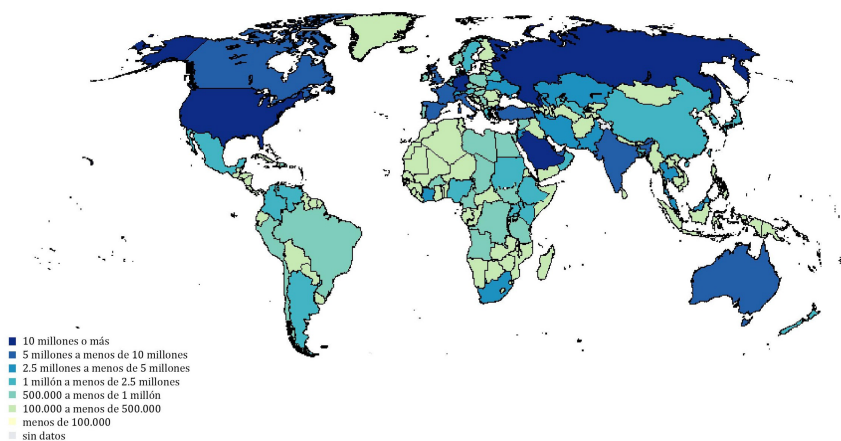 10 millones o más
5 millones a menos de 10 millones
2.5 millones a menos de 5 millones
1 millón a menos de 2.5 millones
500.000 a menos de 1 millón
100.000 a menos de 500.000
menos de 100.000
sin datos